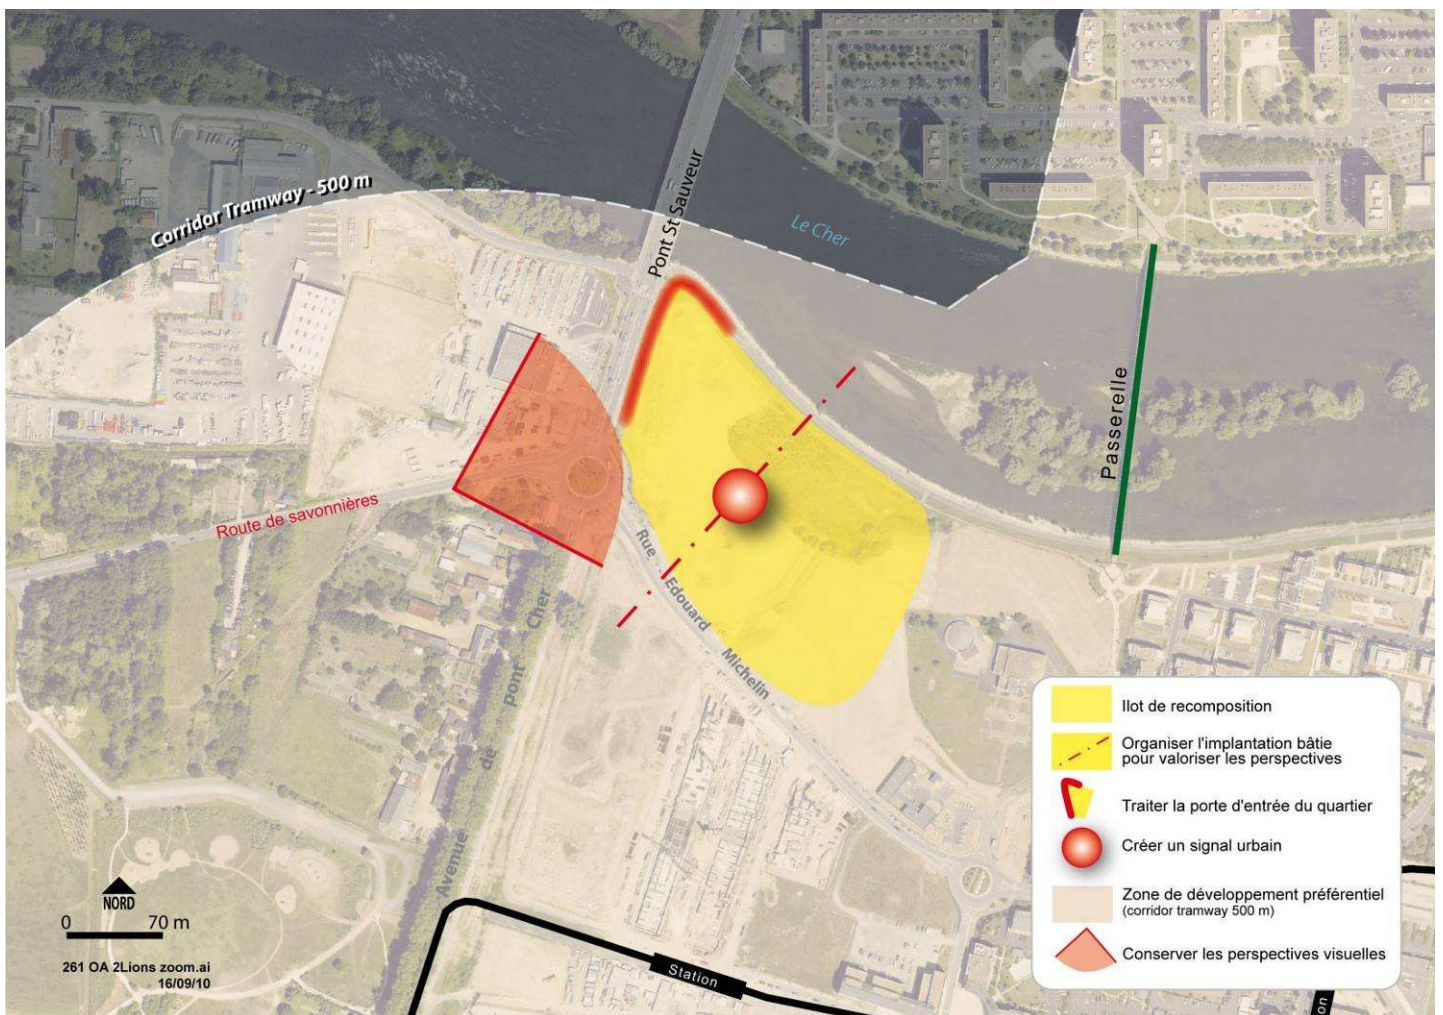 Corridor Tramway - 500 m
Pont St Sauveur
Le Cher
Passerelle
Route de savonnières
Rue Edouard Michelin
Avenue de pont Cher
Ilot de recomposition
Organiser l'implantation bâtie
pour valoriser les perspectives
Traiter la porte d'entrée du quartier
Créer un signal urbain
Zone de développement préférentiel
(corridor tramway 500 m)
Conserver les perspectives visuelles
NORD
0 70 m
261 OA 2Lions zoom.ai
16/09/10
Station
on